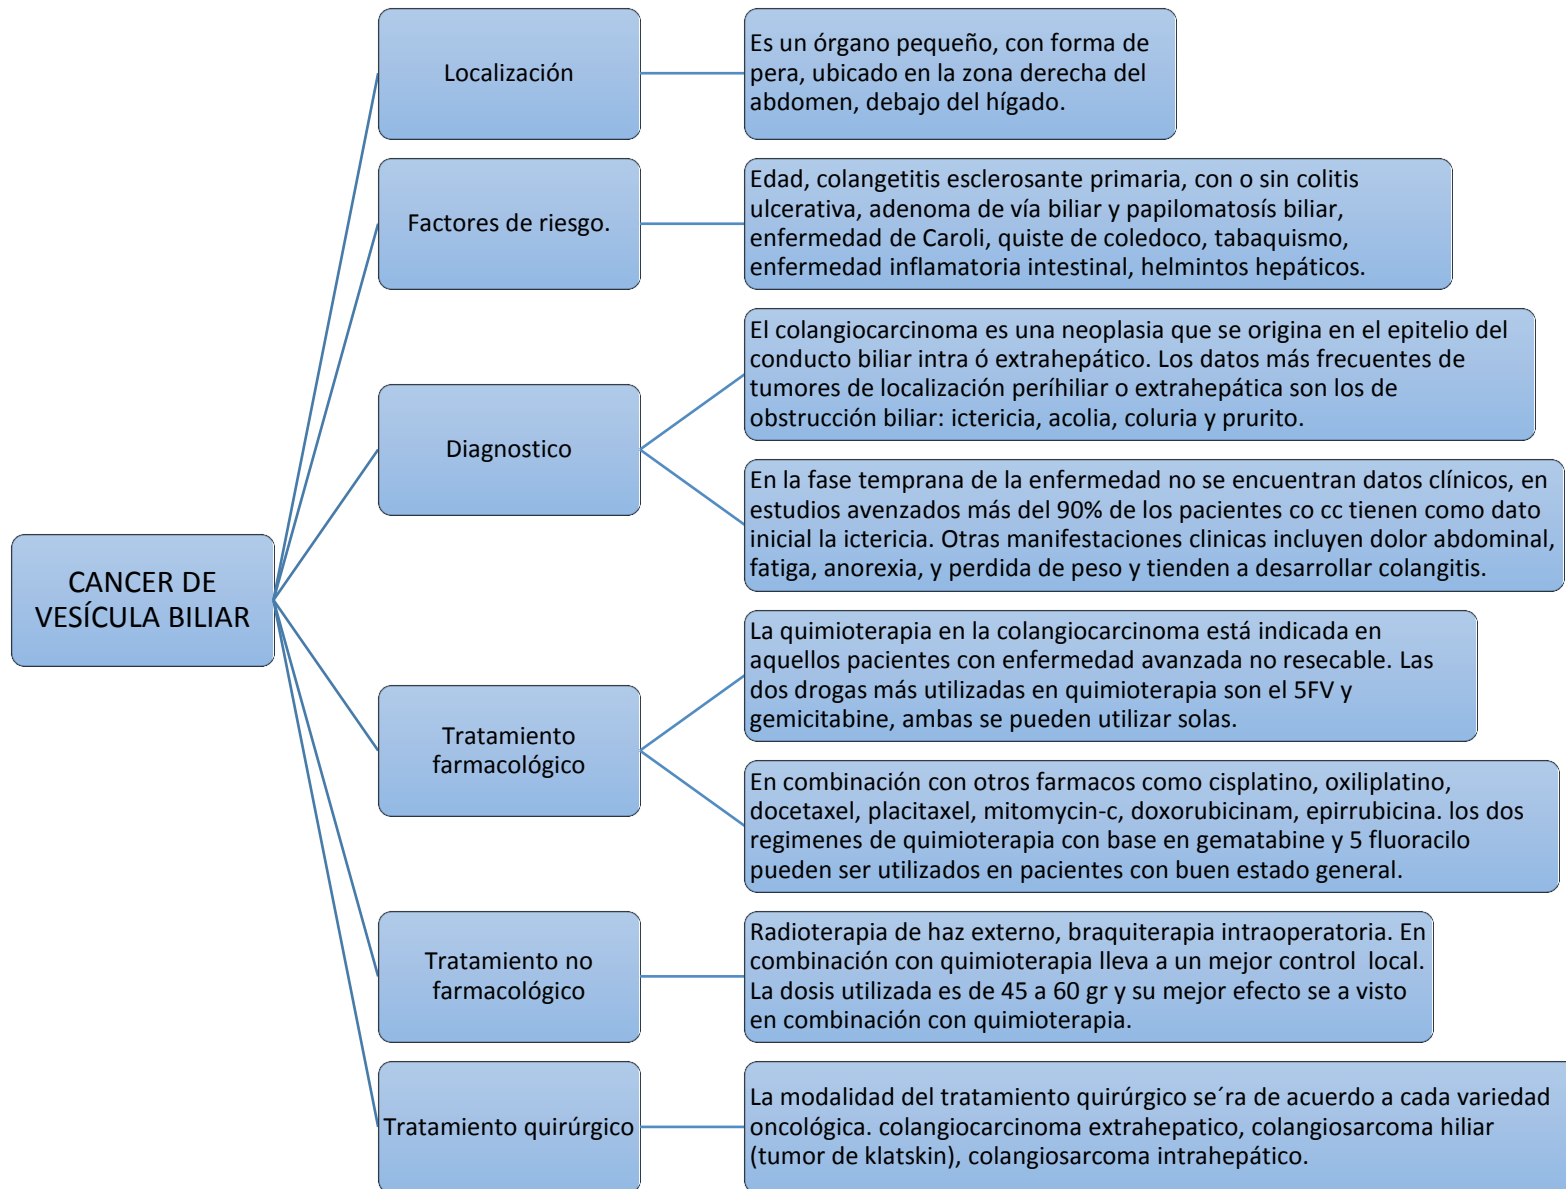 CANCER DE
VESÍCULA BILIAR
Localización
Es un órgano pequeño, con forma de
pera, ubicado en la zona derecha del
abdomen, debajo del hígado.
Factores de riesgo.
Edad, colangetitis esclerosante primaria, con o sin colitis
ulcerativa, adenoma de vía biliar y papilomatosís biliar,
enfermedad de Caroli, quiste de coledoco, tabaquismo,
enfermedad inflamatoria intestinal, helmintos hepáticos.
Diagnostico
El colangiocarcinoma es una neoplasia que se origina en el epitelio del
conducto biliar intra ó extrahepático. Los datos más frecuentes de
tumores de localización períhiliar o extrahepática son los de
obstrucción biliar: ictericia, acolia, coluria y prurito.
En la fase temprana de la enfermedad no se encuentran datos clínicos, en
estudios avenzados más del 90% de los pacientes co cc tienen como dato
inicial la ictericia. Otras manifestaciones clinicas incluyen dolor abdominal,
fatiga, anorexia, y perdida de peso y tienden a desarrollar colangitis.
Tratamiento
farmacológico
La quimioterapia en la colangiocarcinoma está indicada en
aquellos pacientes con enfermedad avanzada no resecable. Las
dos drogas más utilizadas en quimioterapia son el 5FV y
gemicitabine, ambas se pueden utilizar solas.
En combinación con otros farmacos como cisplatino, oxiliplatino,
docetaxel, placitaxel, mitomycin-c, doxorubicinam, epirrubicina. los dos
regimenes de quimioterapia con base en gematabine y 5 fluoracilo
pueden ser utilizados en pacientes con buen estado general.
Tratamiento no
farmacológico
Radioterapia de haz externo, braquiterapia intraoperatoria. En
combinación con quimioterapia lleva a un mejor control  local.
La dosis utilizada es de 45 a 60 gr y su mejor efecto se a visto
en combinación con quimioterapia.
Tratamiento quirúrgico
La modalidad del tratamiento quirúrgico se´ra de acuerdo a cada variedad
oncológica. colangiocarcinoma extrahepatico, colangiosarcoma hiliar
(tumor de klatskin), colangiosarcoma intrahepático.